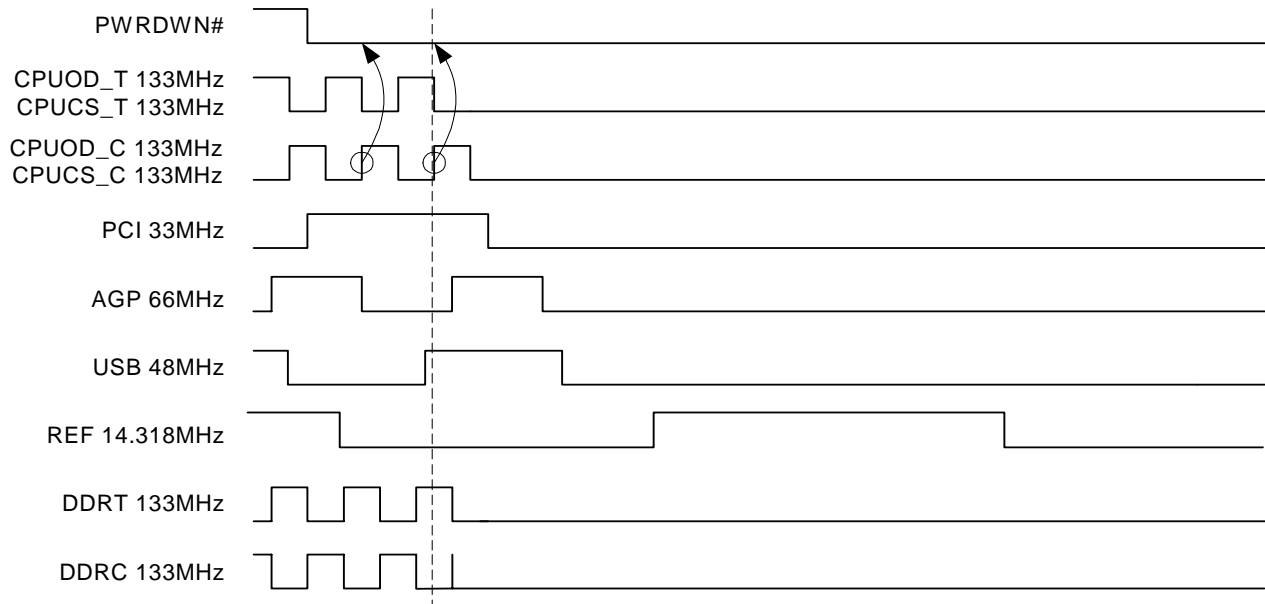 PWRDWN#
CPUOD_T 133MHz
CPUCS_T 133MHz
CPUOD_C 133MHz
CPUCS_C 133MHz
PCI 33MHz
AGP 66MHz
USB 48MHz
REF 14.318MHz
DDRT 133MHz
DDRC 133MHz